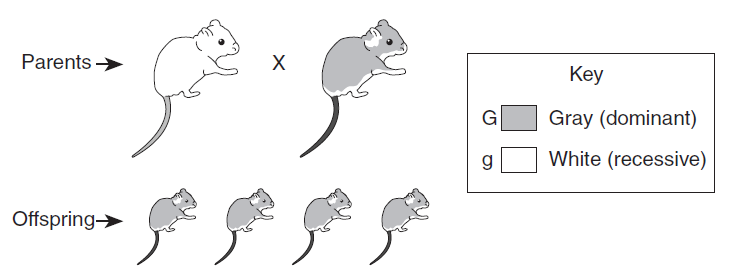 Parents
X
Key
G Gray (dominant)
g White (recessive)
Offspring